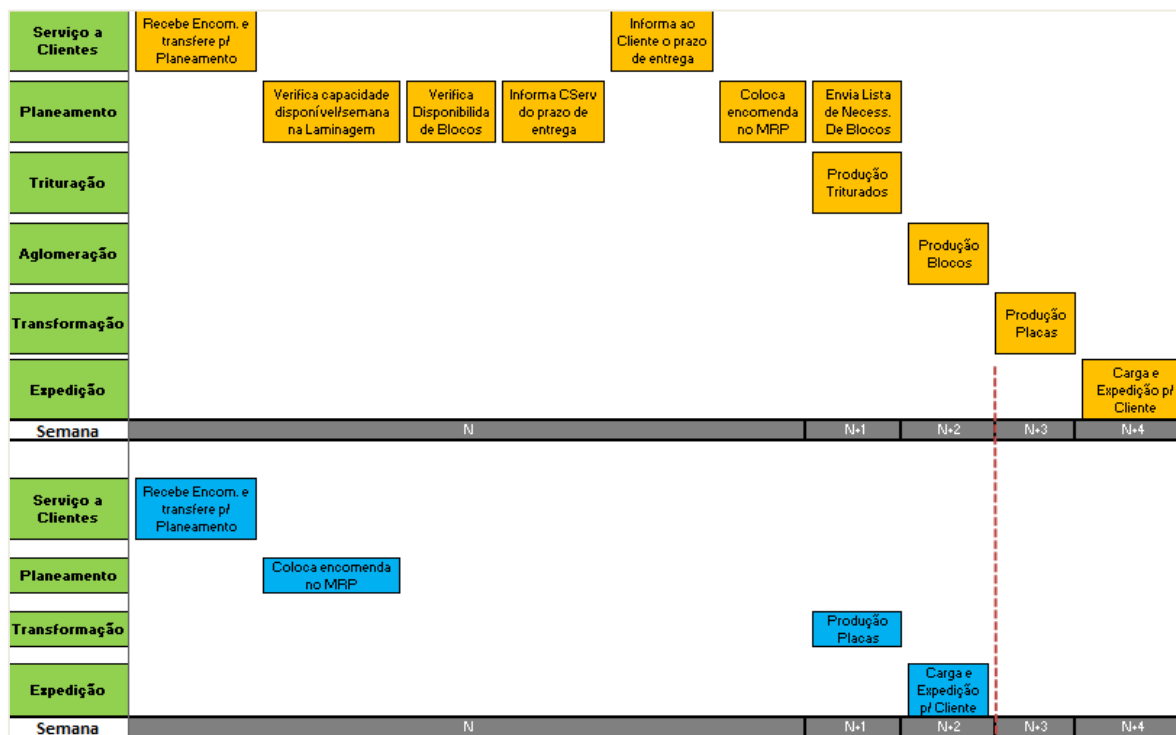 Serviço a
Clientes
Recebe Encom. e
transfere p/
Planeamento
Informa ao
Cliente o prazo
de entrega
Planeamento
Verifica capacidade
disponível/semana
na Laminagem
Verifica
Disponibilida
de Blocos
Informa CServ
do prazo de
entrega
Coloca
encomenda
no MRP
Envia Lista
de Necess.
De Blocos
Trituração
Produção
Triturados
Aglomeração
Produção
Blocos
Transformação
Produção
Placas
Expedição
Carga e
Expedição p/
Cliente
Semana
N
N+1
N+2
N+3
N+4
Serviço a
Clientes
Recebe Encom. e
transfere p/
Planeamento
Planeamento
Coloca encomenda
no MRP
Transformação
Produção
Placas
Expedição
Carga e
Expedição
p/ Cliente
Semana
N
N+1
N+2
N+3
N+4